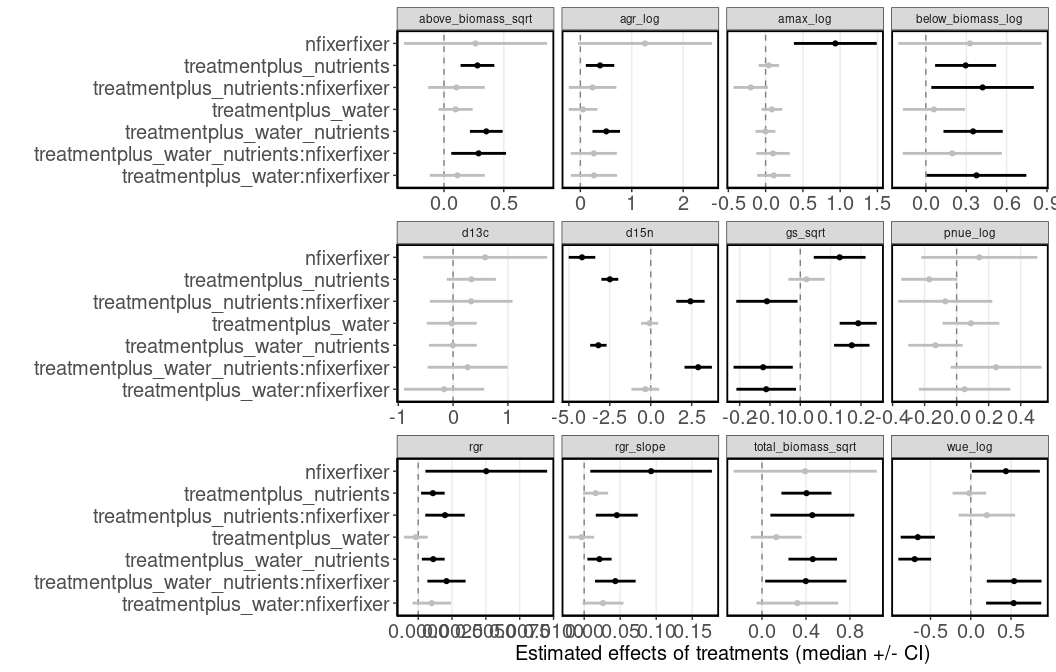 above_biomass_sqrt agr_log amax_log below_biomass_log
nfixerfixer
treatmentplus_nutrients
treatmentplus_nutrients:nfixerfixer
treatmentplus_water
treatmentplus_water_nutrients
treatmentplus_water_nutrients:nfixerfixer
treatmentplus_water:nfixerfixer
0.0 0.5 0 1 2 -0.5 0.0 0.5 1.0 1.5 0.0 0.3 0.6 0.9
d13c d15n gs_sqrt pnue_log
nfixerfixer
treatmentplus_nutrients
treatmentplus_nutrients:nfixerfixer
treatmentplus_water
treatmentplus_water_nutrients
treatmentplus_water_nutrients:nfixerfixer
treatmentplus_water:nfixerfixer
-1 0 1 -5.0 -2.5 0.0 2.5 -0.2 -0.1 0.0 0.1 0.2 -0.4 -0.2 0.0 0.2 0.4
rgr rgr_slope total_biomass_sqrt wue_log
nfixerfixer
treatmentplus_nutrients
treatmentplus_nutrients:nfixerfixer
treatmentplus_water
treatmentplus_water_nutrients
treatmentplus_water_nutrients:nfixerfixer
treatmentplus_water:nfixerfixer
0.05 0.10 0.15 0.0 0.4 0.8 -0.5 0.0 0.5
Estimated effects of treatments (median +/- CI)